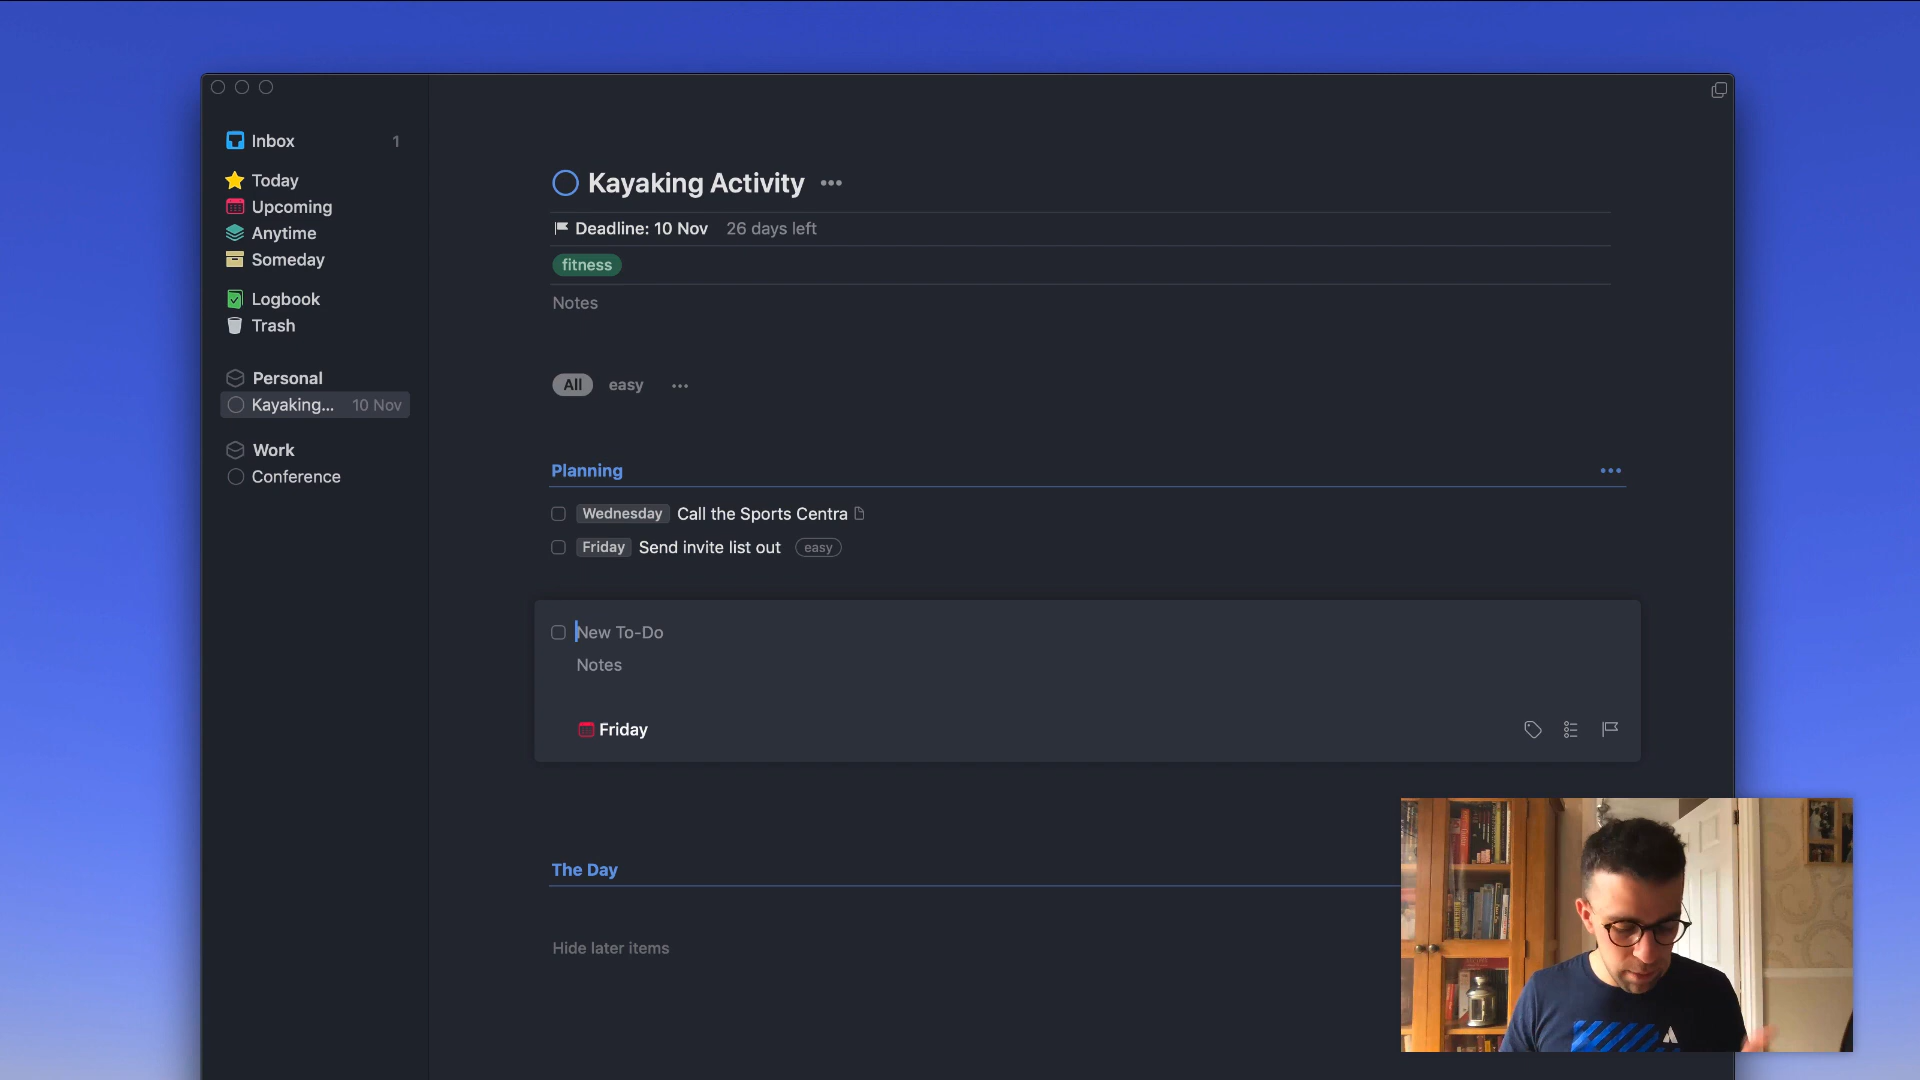 Inbox 1
Today
Upcoming
Anytime
Someday
Logbook
Trash
Personal
Kayaking... 10 Nov
Work
Conference
Kayaking Activity
Deadline: 10 Nov 26 days left
fitness
Notes
All easy
Planning
Wednesday Call the Sports Centra
Friday Send invite list out easy
New To-Do
Notes
Friday
The Day
Hide later items